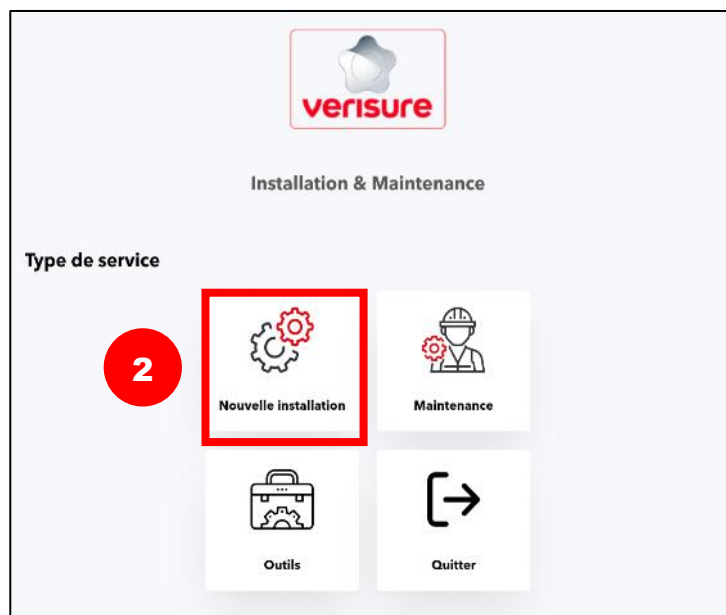 verisure
Installation & Maintenance
Type de service
2
Nouvelle installation
Maintenance
Outils
Quitter